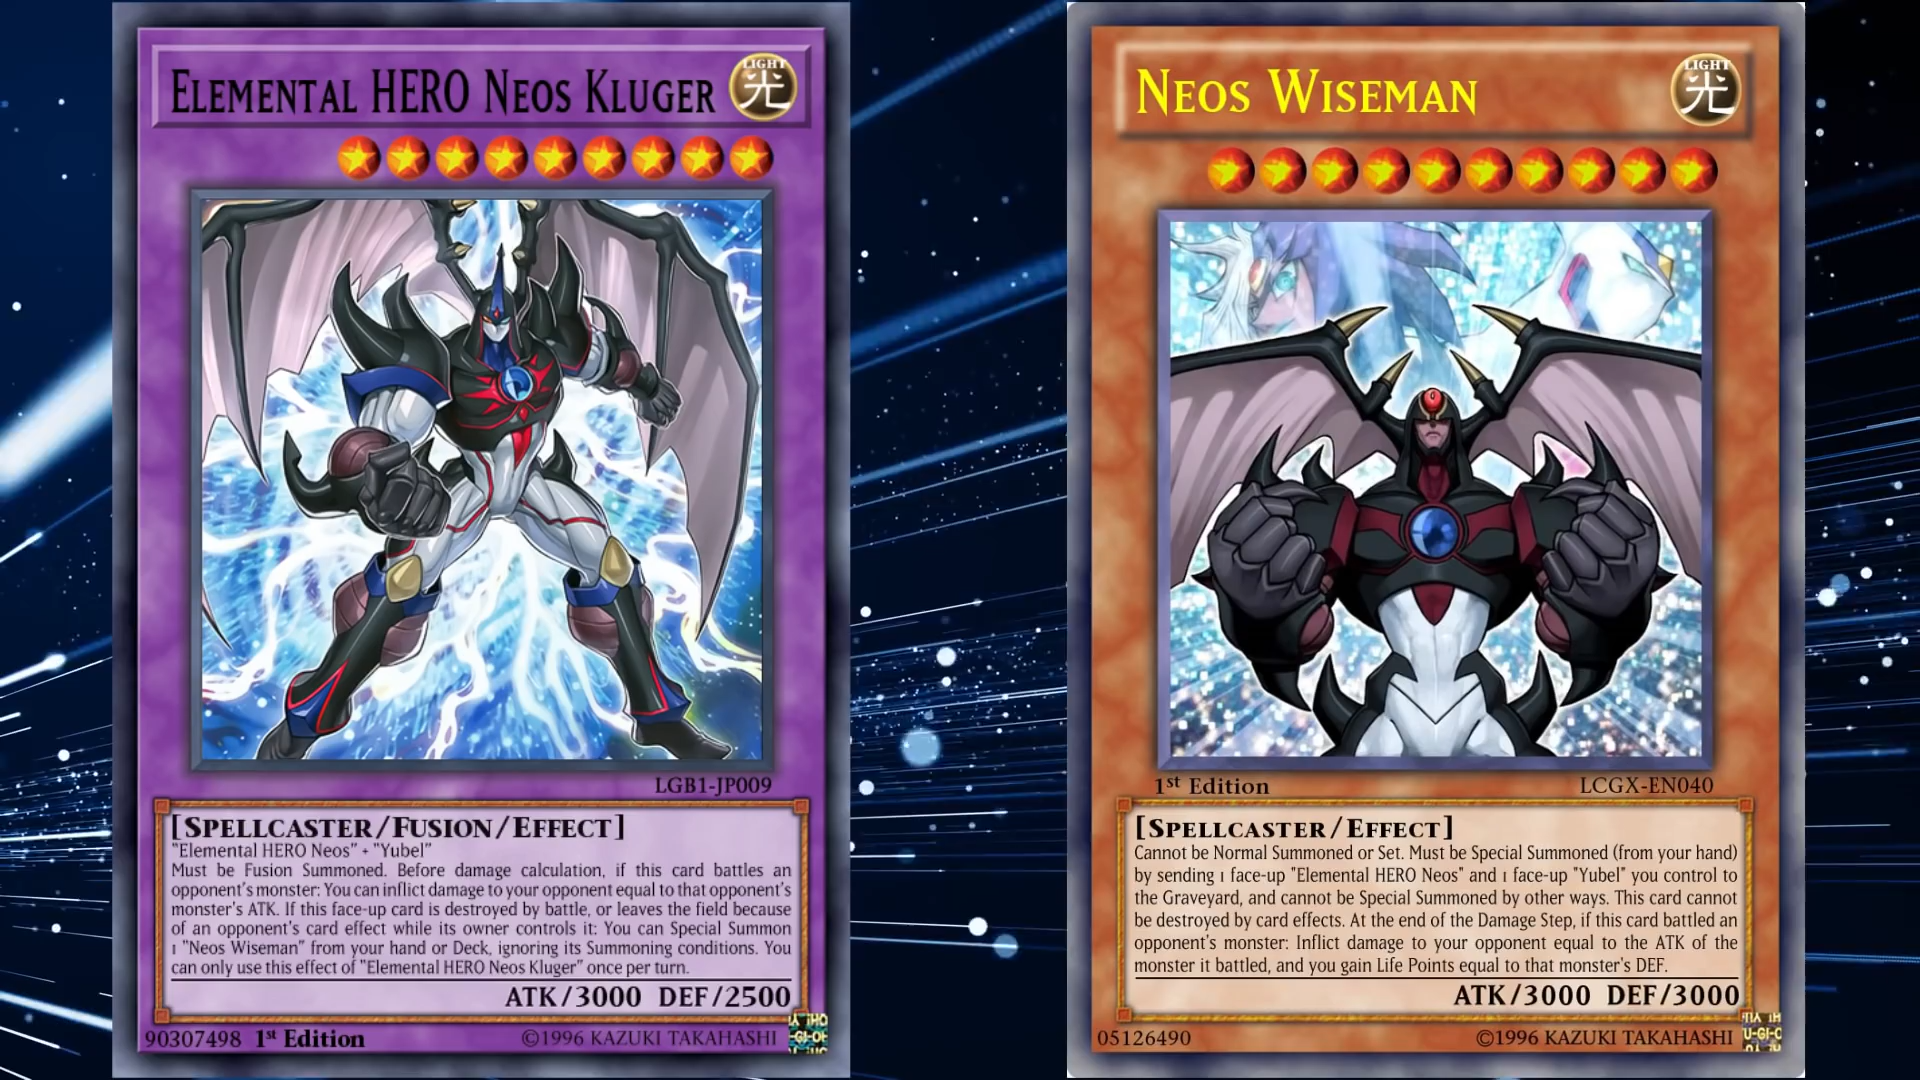 Elemental HERO Neos Kluger
LIGHT
光
LGB1-JP009
[Spellcaster/Fusion/Effect]
"Elemental HERO Neos" + "Yubel"
Must be Fusion Summoned. Before damage calculation, if this card battles an
opponent's monster: You can inflict damage to your opponent equal to that opponent's
monster's ATK. If this face-up card is destroyed by battle, or leaves the field because
of an opponent's card effect while its owner controls it: You can Special Summon
1 "Neos Wiseman" from your hand or Deck, ignoring its Summoning conditions. You
can only use this effect of "Elemental HERO Neos Kluger" once per turn.
ATK/3000 DEF/2500
90307498 1st Edition ©1996 KAZUKI TAKAHASHI
Neos Wiseman
LIGHT
光
1st Edition LCGX-EN040
[Spellcaster/Effect]
Cannot be Normal Summoned or Set. Must be Special Summoned (from your hand)
by sending 1 face-up "Elemental HERO Neos" and 1 face-up "Yubel" you control to
the Graveyard, and cannot be Special Summoned by other ways. This card cannot
be destroyed by card effects. At the end of the Damage Step, if this card battled an
opponent's monster: Inflict damage to your opponent equal to the ATK of the
monster it battled, and you gain Life Points equal to that monster's DEF.
ATK/3000 DEF/3000
05126490 ©1996 KAZUKI TAKAHASHI